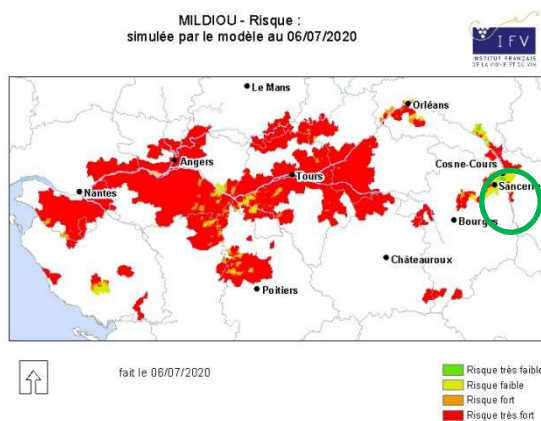 MILDIOU - Risque :
simulée par le modèle au 06/07/2020
IFV
INSTITUT FRANÇAIS
DE LA VIGNE ET DU VIN
Le Mans
Orléans
Angers
Cosne-Cours
Tours
Sancerre
Nantes
Bourges
Châteauroux
Poitiers
fait le 06/07/2020
Risque très faible
Risque faible
Risque fort
Risque très fort